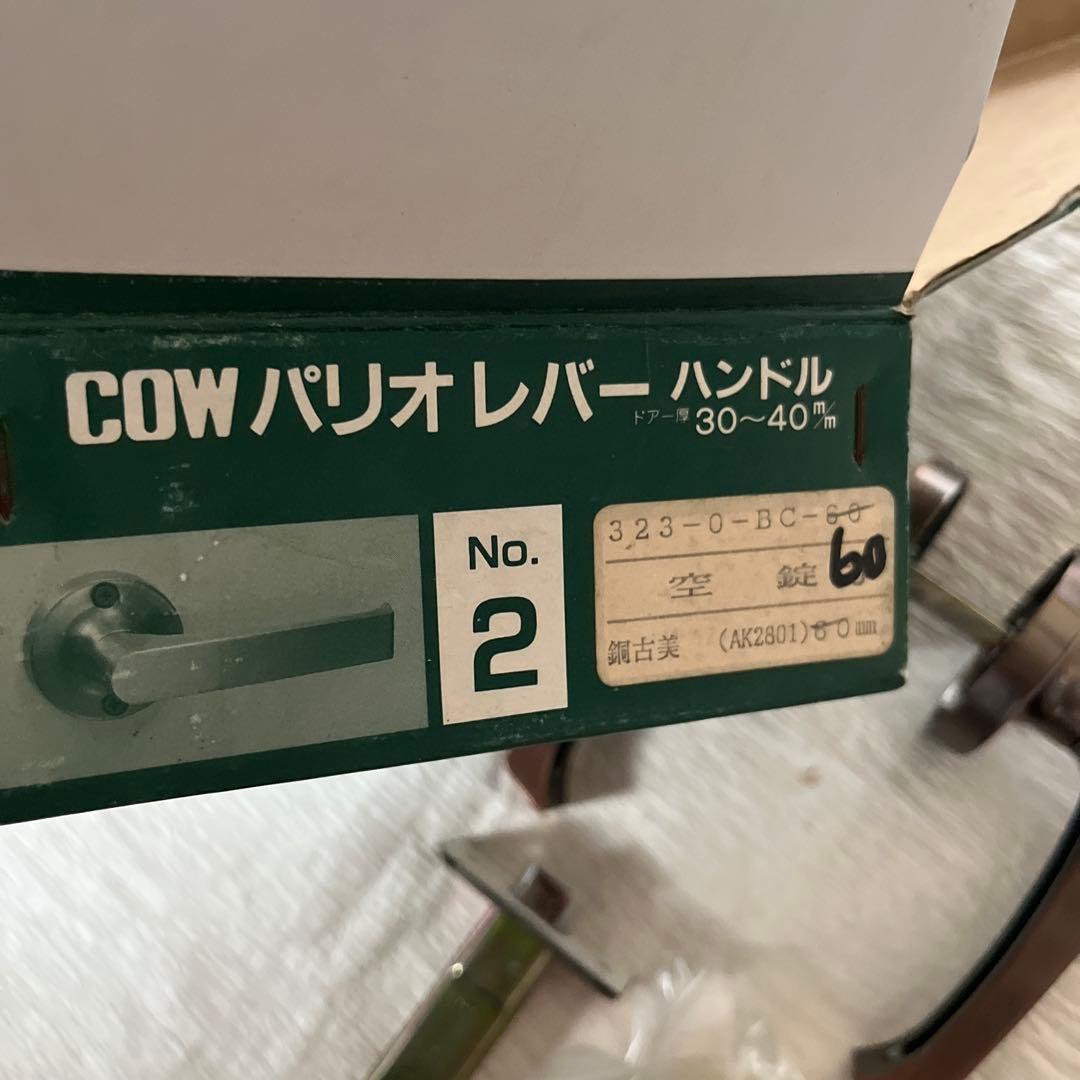 COWパリオレバーハンドル
ドアー厚30～40m/m
No.
2
323-0-BC-60
60
空 錠
銅古美 (AK2801)60mm